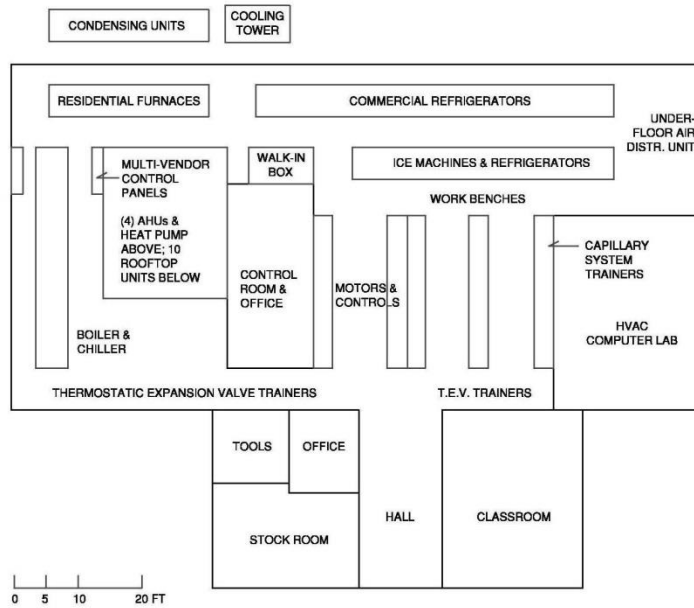 CONDENSING UNITS
COOLING
TOWER
RESIDENTIAL FURNACES
COMMERCIAL REFRIGERATORS
UNDER-
FLOOR AIR
DISTR. UNIT
MULTI-VENDOR
CONTROL
PANELS
WALK-IN
BOX
ICE MACHINES & REFRIGERATORS
WORK BENCHES
(4) AHUs &
HEAT PUMP
ABOVE; 10
ROOFTOP
UNITS BELOW
CONTROL
ROOM &
OFFICE
MOTORS &
CONTROLS
CAPILLARY
SYSTEM
TRAINERS
BOILER &
CHILLER
HVAC
COMPUTER LAB
THERMOSTATIC EXPANSION VALVE TRAINERS
T.E.V. TRAINERS
TOOLS
OFFICE
STOCK ROOM
HALL
CLASSROOM
0 5 10 20 FT